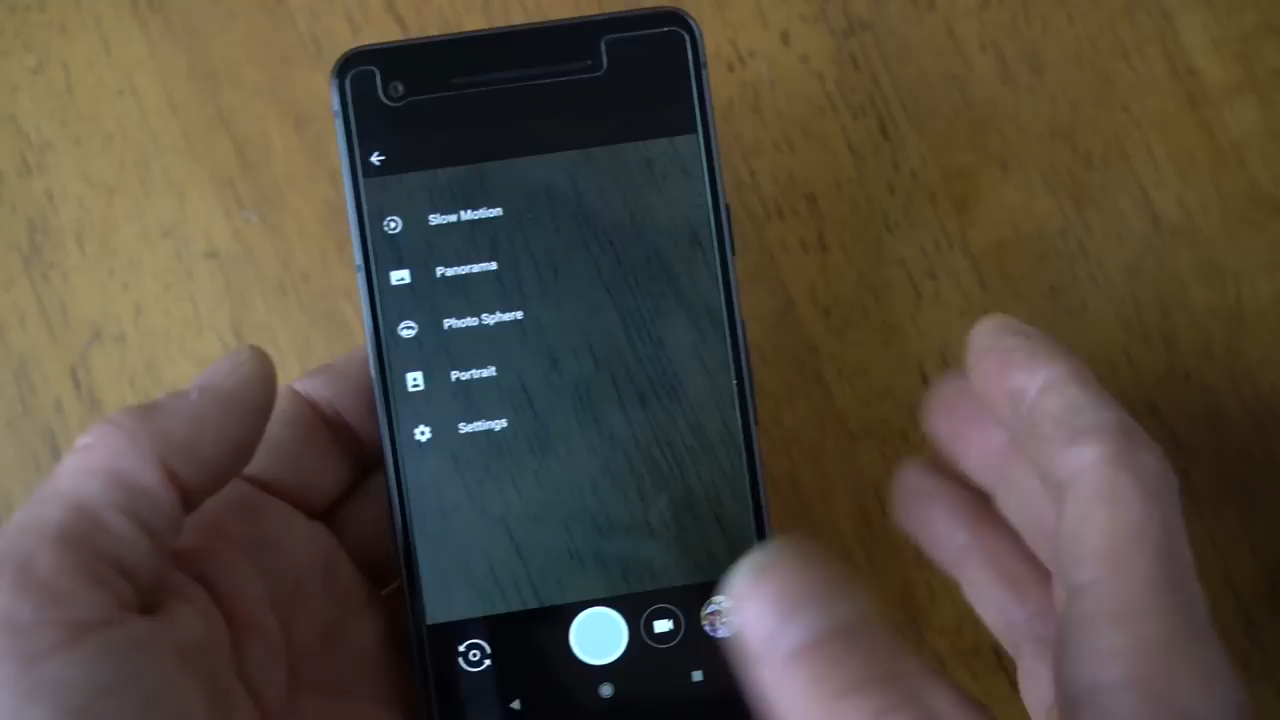 Slow Motion
Panorama
Photo Sphere
Portrait
Settings